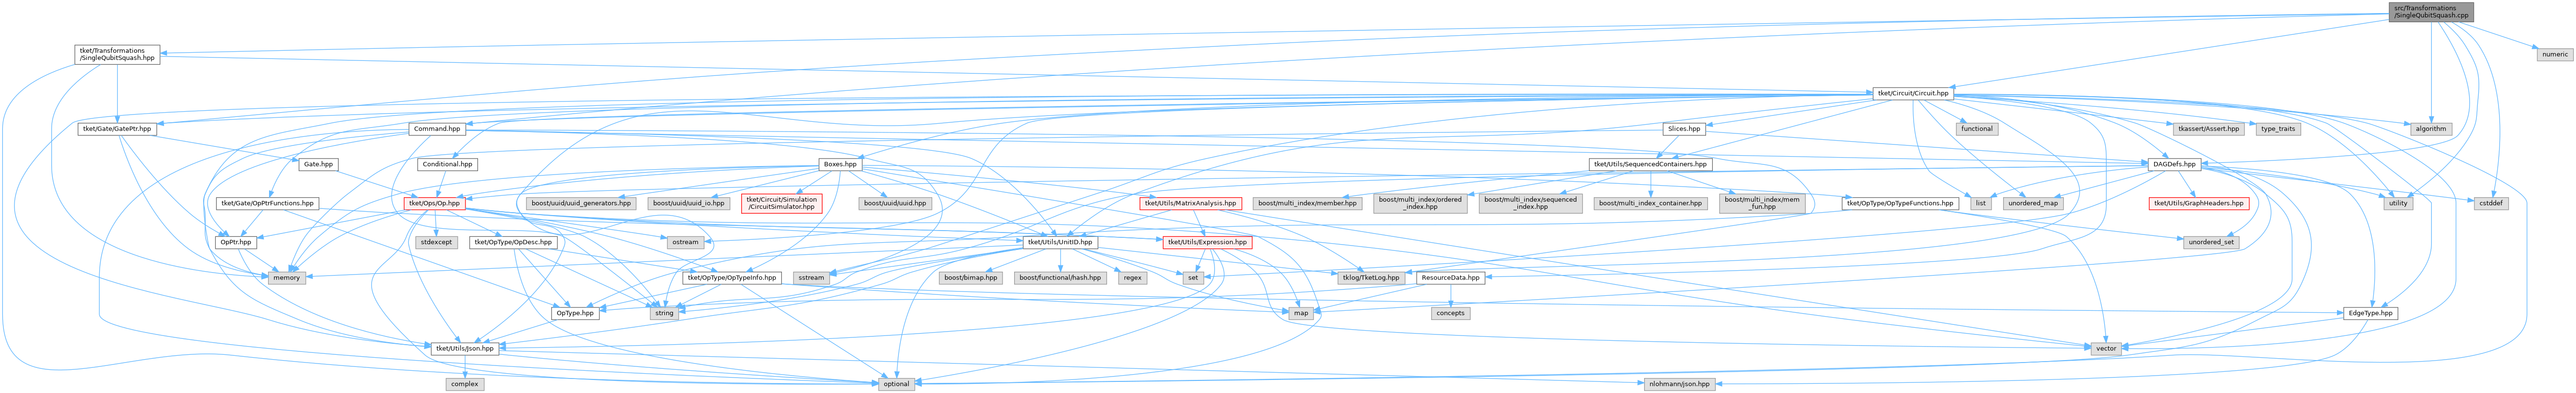 src/Transformations
/SingleQubitSquash.cpp
tket/Transformations
/SingleQubitSquash.hpp
numeric
tket/Circuit/Circuit.hpp
tket/Gate/GatePtr.hpp
Command.hpp
Slices.hpp
functional
tkassert/Assert.hpp
type_traits
algorithm
Gate.hpp
Conditional.hpp
Boxes.hpp
tket/Utils/SequencedContainers.hpp
DAGDefs.hpp
tket/Gate/OpPtrFunctions.hpp
tket/Ops/Op.hpp
boost/uuid/uuid_generators.hpp
boost/uuid/uuid_io.hpp
tket/Circuit/Simulation
/CircuitSimulator.hpp
boost/uuid/uuid.hpp
tket/Utils/MatrixAnalysis.hpp
boost/multi_index/member.hpp
boost/multi_index/ordered
_index.hpp
boost/multi_index/sequenced
_index.hpp
boost/multi_index_container.hpp
boost/multi_index/mem
_fun.hpp
tket/OpType/OpTypeFunctions.hpp
list
unordered_map
tket/Utils/GraphHeaders.hpp
utility
cstddef
OpPtr.hpp
stdexcept
tket/OpType/OpDesc.hpp
ostream
tket/Utils/UnitID.hpp
tket/Utils/Expression.hpp
unordered_set
memory
tket/OpType/OpTypeInfo.hpp
sstream
boost/bimap.hpp
boost/functional/hash.hpp
regex
set
tklog/TketLog.hpp
ResourceData.hpp
OpType.hpp
string
map
concepts
EdgeType.hpp
tket/Utils/Json.hpp
vector
complex
optional
nlohmann/json.hpp